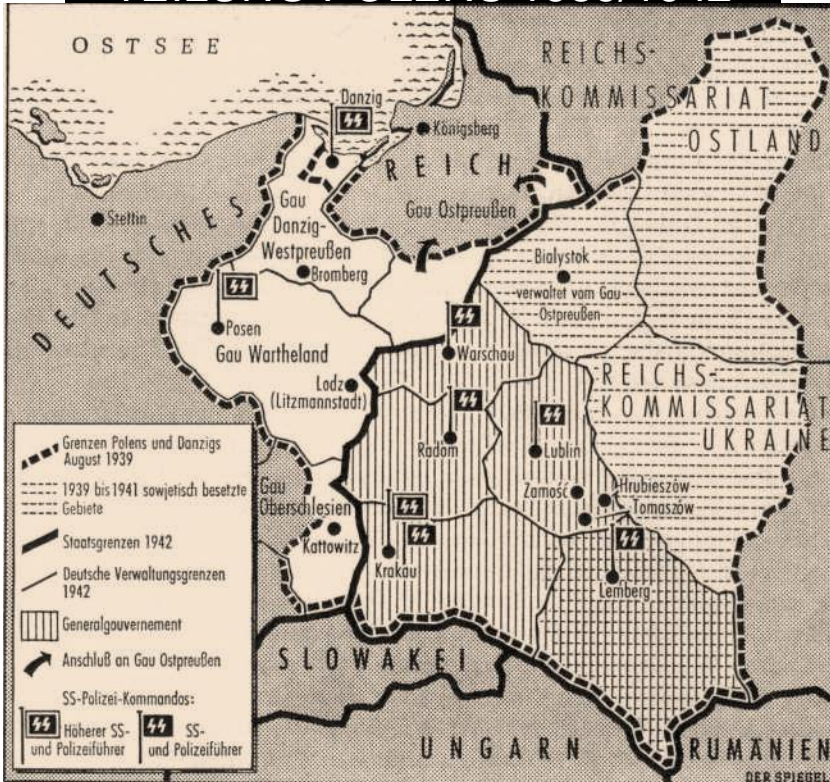 OSTSEE
REICHS-
KOMMISSARIAT
OSTLAND
Danzig
Königsberg
REICH
Gau Ostpreußen
Stettin
DEUTSCHES
Gau
Danzig-
Westpreußen
Bromberg
Bialystok
verwaltet vom Gau
Ostpreußen
Posen
Gau Wartheland
Warschau
Lodz
(Litzmannstadt)
REICHS-
KOMMISSARIAT
UKRAINE
Radom
Lublin
Zamość
Hrubieszów
Tomaszów
Gau
Oberschlesien
Kattowitz
Krakau
Lemberg
SLOWAKEI
UNGARN
RUMÄNIEN
DER SPIEGEL
Grenzen Polens und Danzigs
August 1939
1939 bis 1941 sowjetisch besetzte
Gebiete
Staatsgrenzen 1942
Deutsche Verwaltungsgrenzen
1942
Generalgouvernement
Anschluß an Gau Ostpreußen
SS-Polizei-Kommandos:
Höherer SS-
und Polizeiführer
SS-
und Polizeiführer